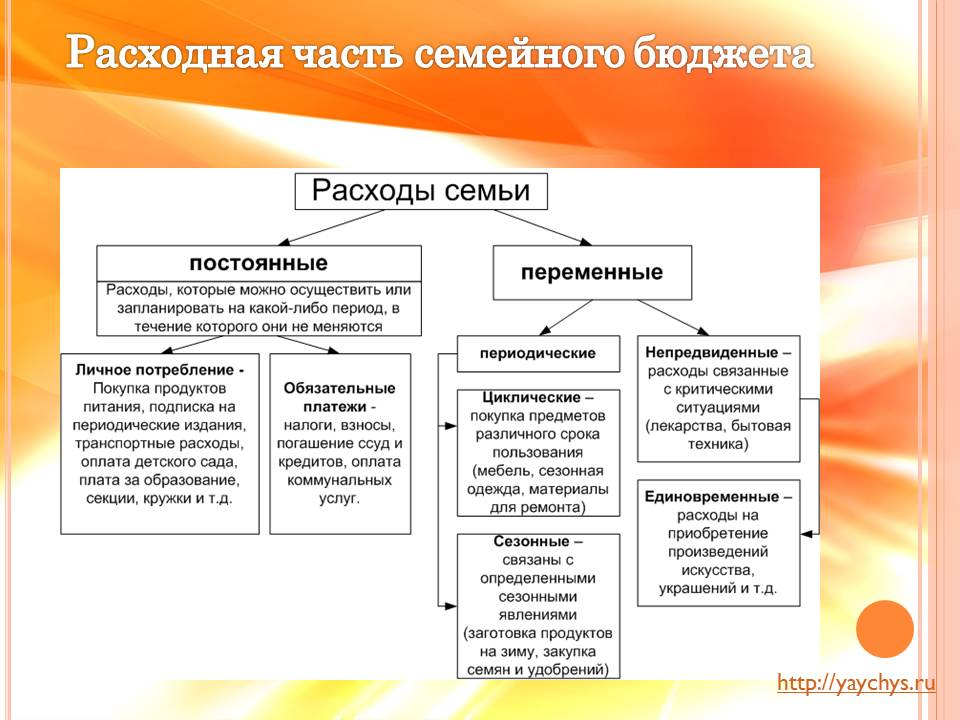 Расходная часть семейного бюджета
Расходы семьи
постоянные
Расходы, которые можно осуществить или
запланировать на какой-либо период, в
течение которого они не меняются
переменные
Личное потребление -
Покупка продуктов
питания, подписка на
периодические издания,
транспортные расходы,
оплата детского сада,
плата за образование,
секции, кружки и т.д.
Обязательные
платежи -
налоги, взносы,
погашение ссуд и
кредитов, оплата
коммунальных
услуг.
периодические
Циклические –
покупка предметов
различного срока
пользования
(мебель, сезонная
одежда, материалы
для ремонта)
Сезонные –
связаны с
определенными
сезонными
явлениями
(заготовка продуктов
на зиму, закупка
семян и удобрений)
Непредвиденные –
расходы связанные
с критическими
ситуациями
(лекарства, бытовая
техника)
Единовременные –
расходы на
приобретение
произведений
искусства,
украшений и т.д.
http://yaychys.ru